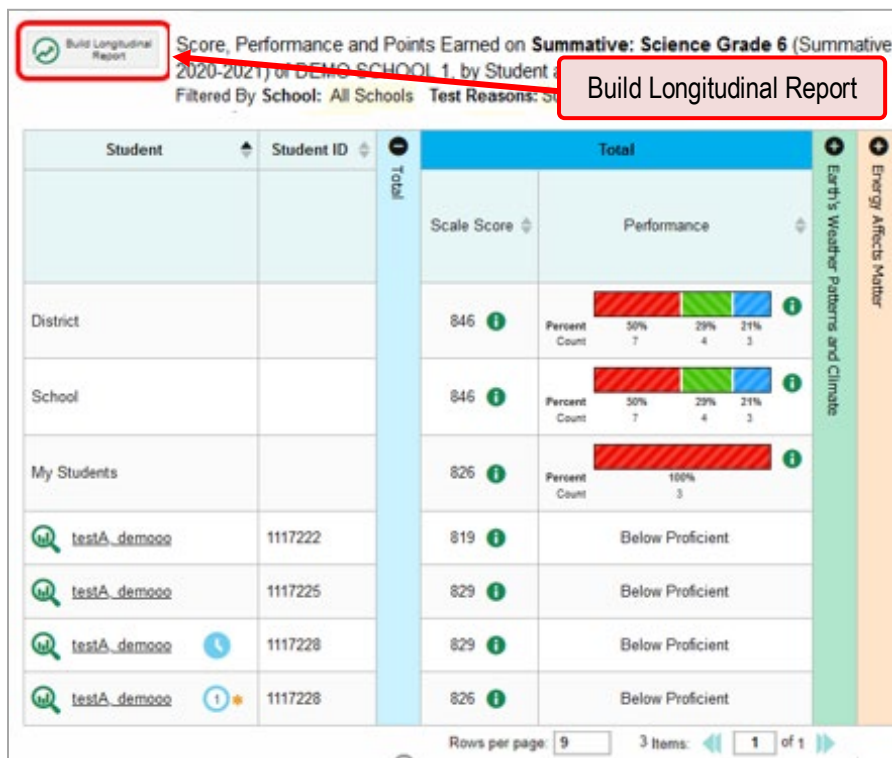 Build Longitudinal
Report
Score, Performance and Points Earned on Summative: Science Grade 6 (Summative
2020-2021) of DEMO SCHOOL 1, by Student
Filtered By School: All Schools Test Reasons:
Build Longitudinal Report
Student Student ID Total Total Earth's Weather Patterns and Climate Energy Affects Matter
Scale Score Performance
District 846
Percent 50% 29% 21%
Count 7 4 3
School 846
Percent 50% 29% 21%
Count 7 4 3
My Students 826
Percent 100%
Count 3
testA, demooo 1117222 819 Below Proficient
testA, demooo 1117225 829 Below Proficient
testA, demooo 1117228 829 Below Proficient
testA, demooo 1 * 1117228 826 Below Proficient
Rows per page: 9 3 Items: 1 of 1